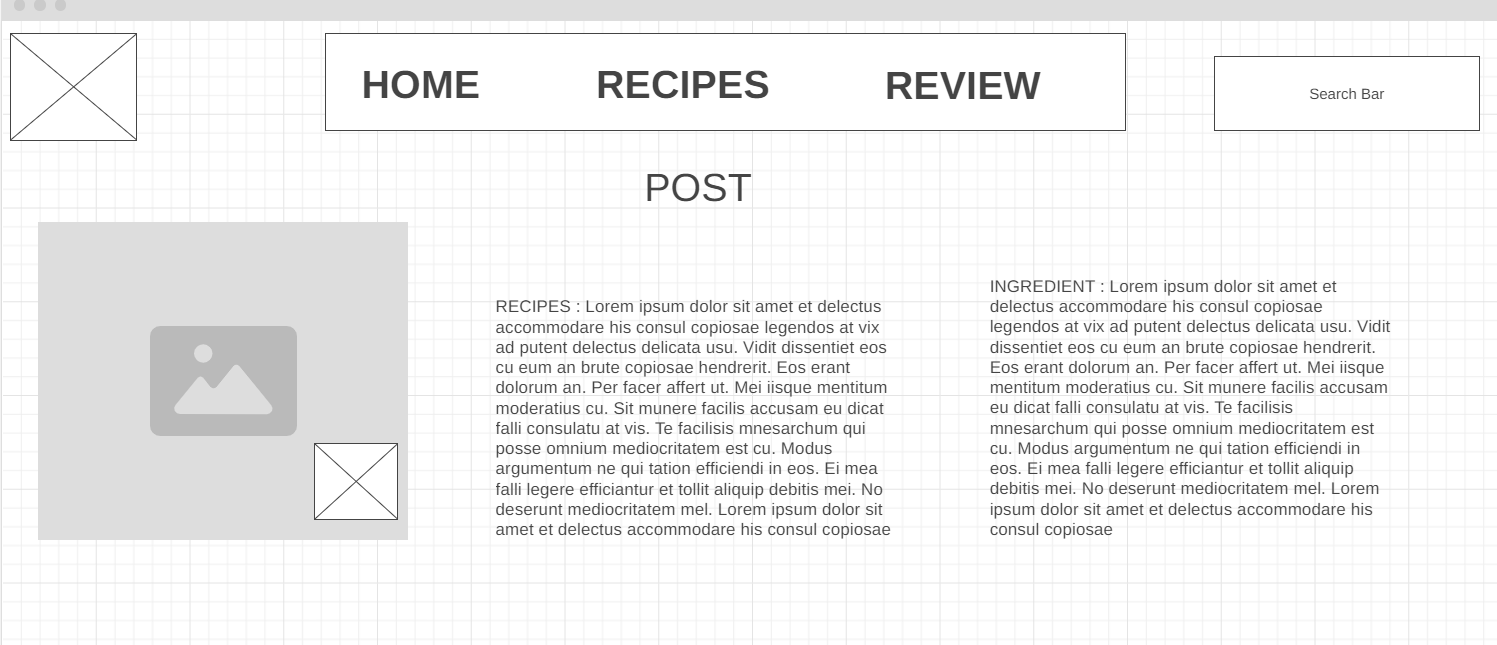 HOME
RECIPES
REVIEW
Search Bar
POST
RECIPES : Lorem ipsum dolor sit amet et delectus
accommodare his consul copiosae legendos at vix
ad putent delectus delicata usu. Vidit dissentiet eos
cu eum an brute copiosae hendrerit. Eos erant
dolorum an. Per facer affert ut. Mei iisque mentitum
moderatius cu. Sit munere facilis accusam eu dicat
falli consulatu at vis. Te facilisis mnesarchum qui
posse omnium mediocritatem est cu. Modus
argumentum ne qui tation efficiendi in eos. Ei mea
falli legere efficiantur et tollit aliquip debitis mei. No
deserunt mediocritatem mel. Lorem ipsum dolor sit
amet et delectus accommodare his consul copiosae
INGREDIENT : Lorem ipsum dolor sit amet et
delectus accommodare his consul copiosae
legendos at vix ad putent delectus delicata usu. Vidit
dissentiet eos cu eum an brute copiosae hendrerit.
Eos erant dolorum an. Per facer affert ut. Mei iisque
mentitum moderatius cu. Sit munere facilis accusam
eu dicat falli consulatu at vis. Te facilisis
mnesarchum qui posse omnium mediocritatem est
cu. Modus argumentum ne qui tation efficiendi in
eos. Ei mea falli legere efficiantur et tollit aliquip
debitis mei. No deserunt mediocritatem mel. Lorem
ipsum dolor sit amet et delectus accommodare his
consul copiosae